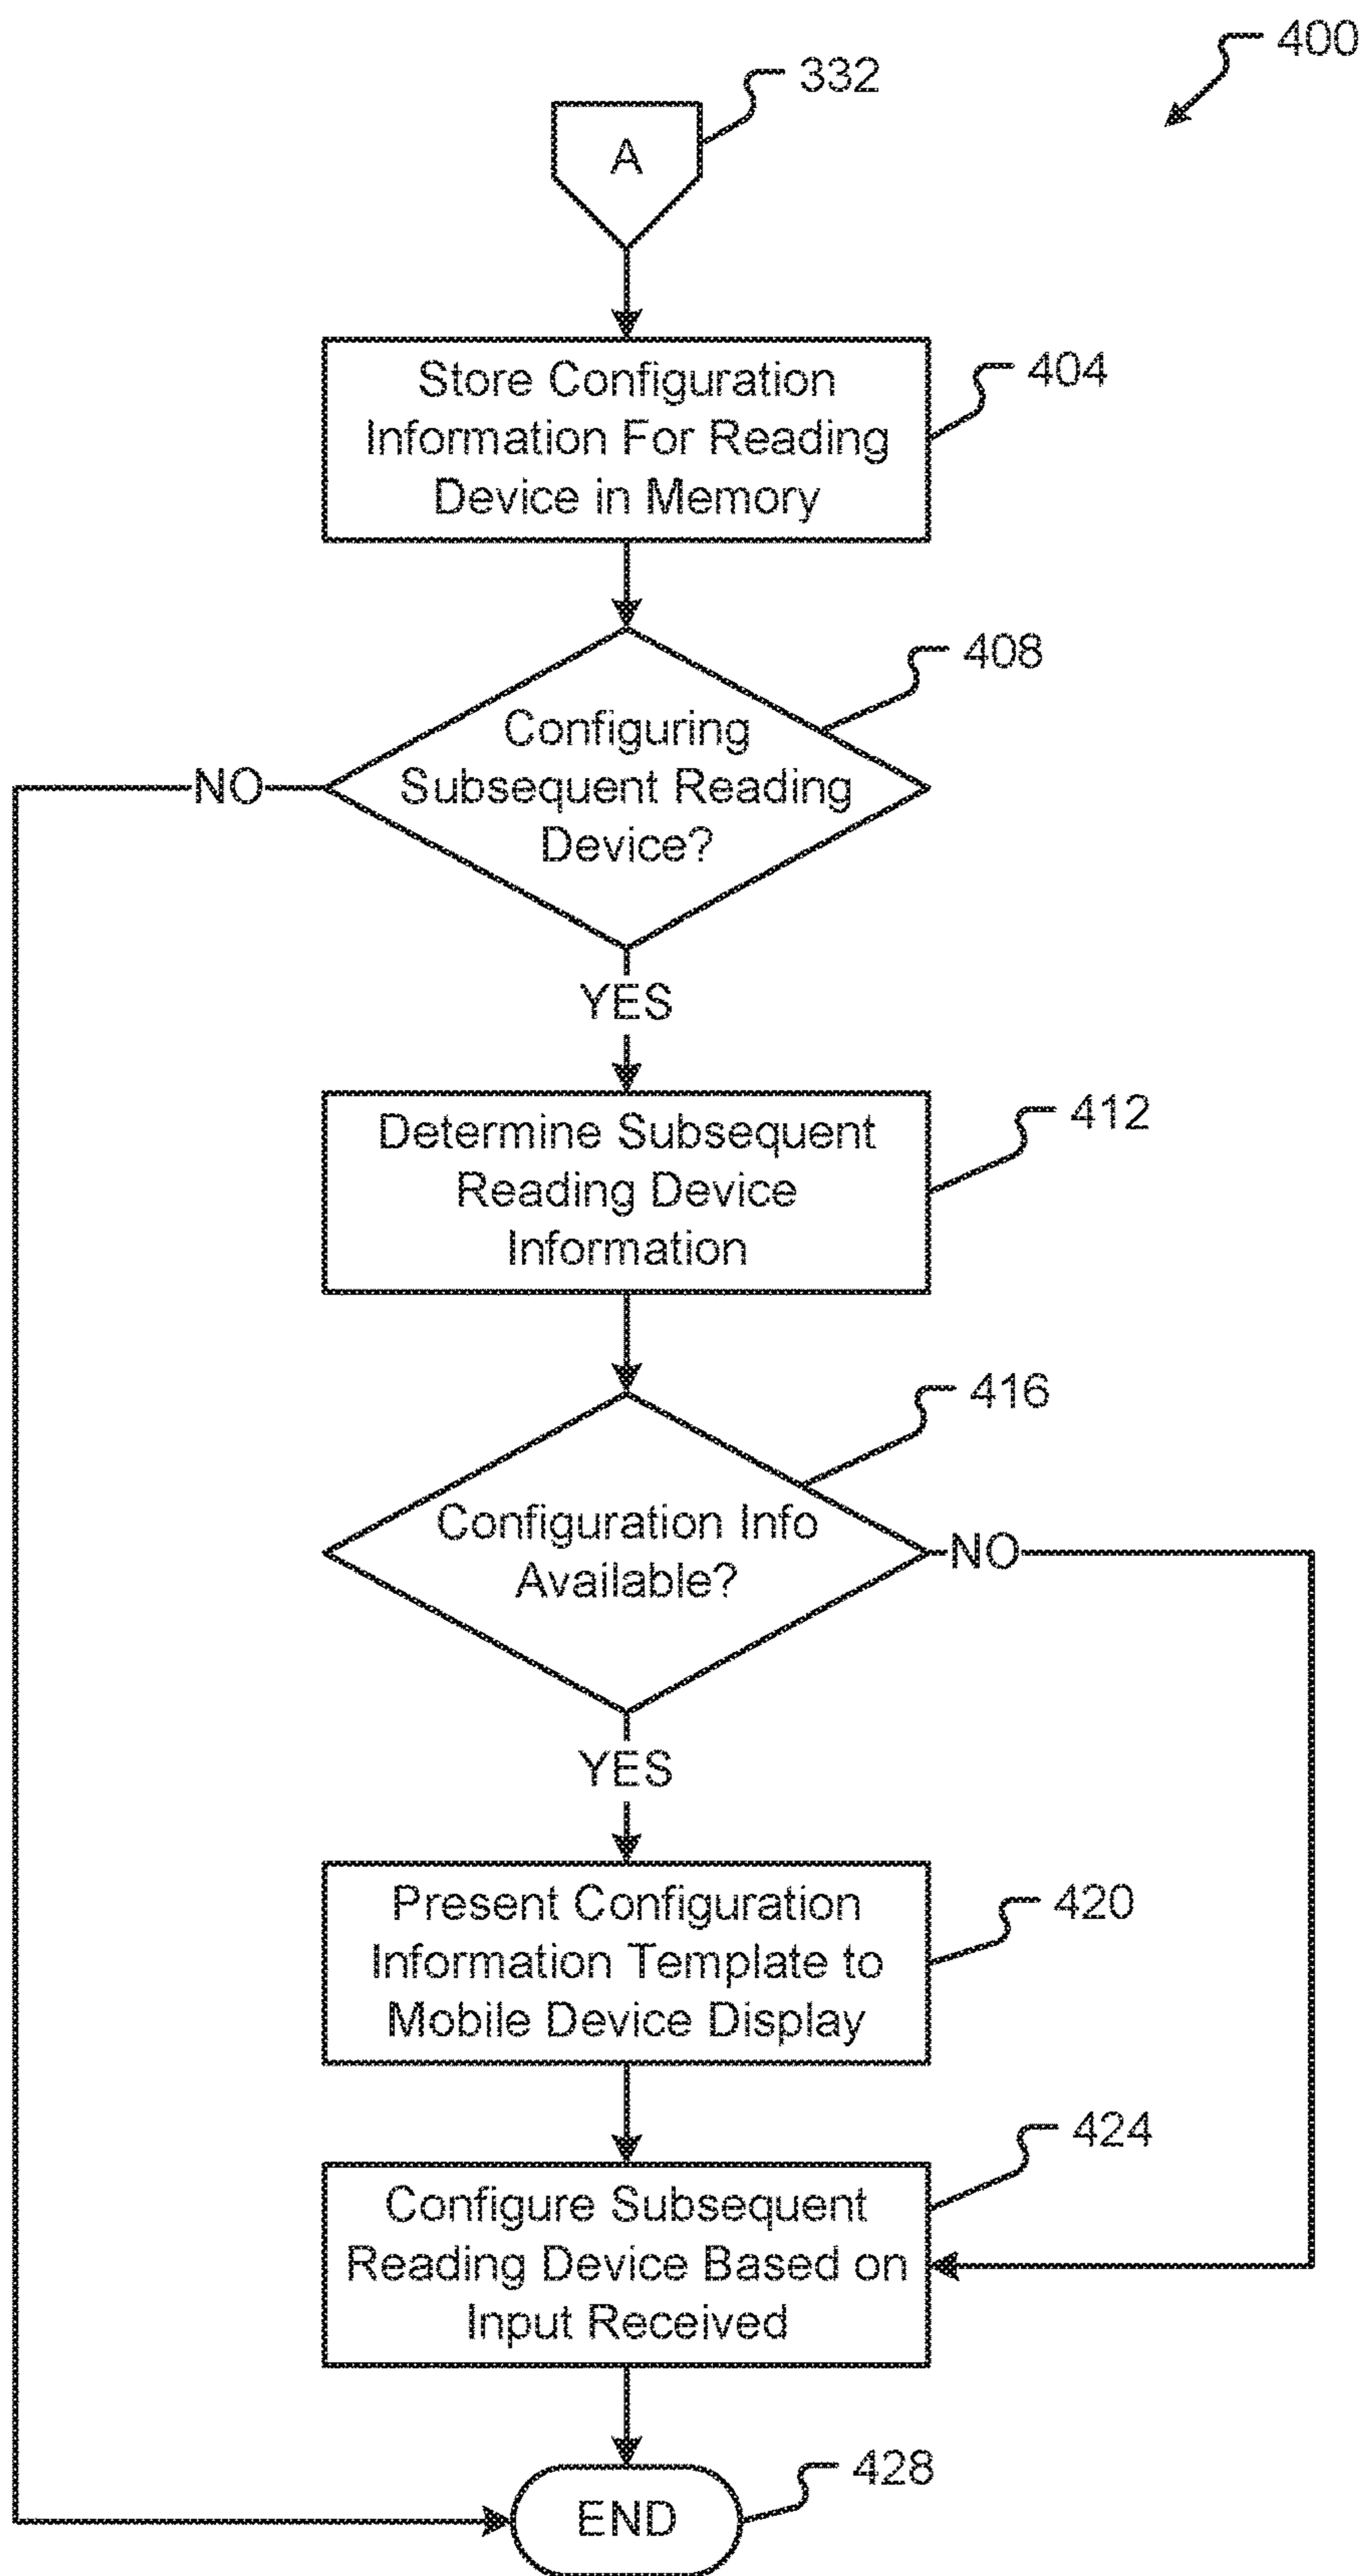 400
332
A
Store Configuration
Information For Reading
Device in Memory
404
408
Configuring
Subsequent Reading
Device?
NO
YES
Determine Subsequent
Reading Device
Information
412
416
Configuration Info
Available?
NO
YES
Present Configuration
Information Template to
Mobile Device Display
420
424
Configure Subsequent
Reading Device Based on
Input Received
428
END